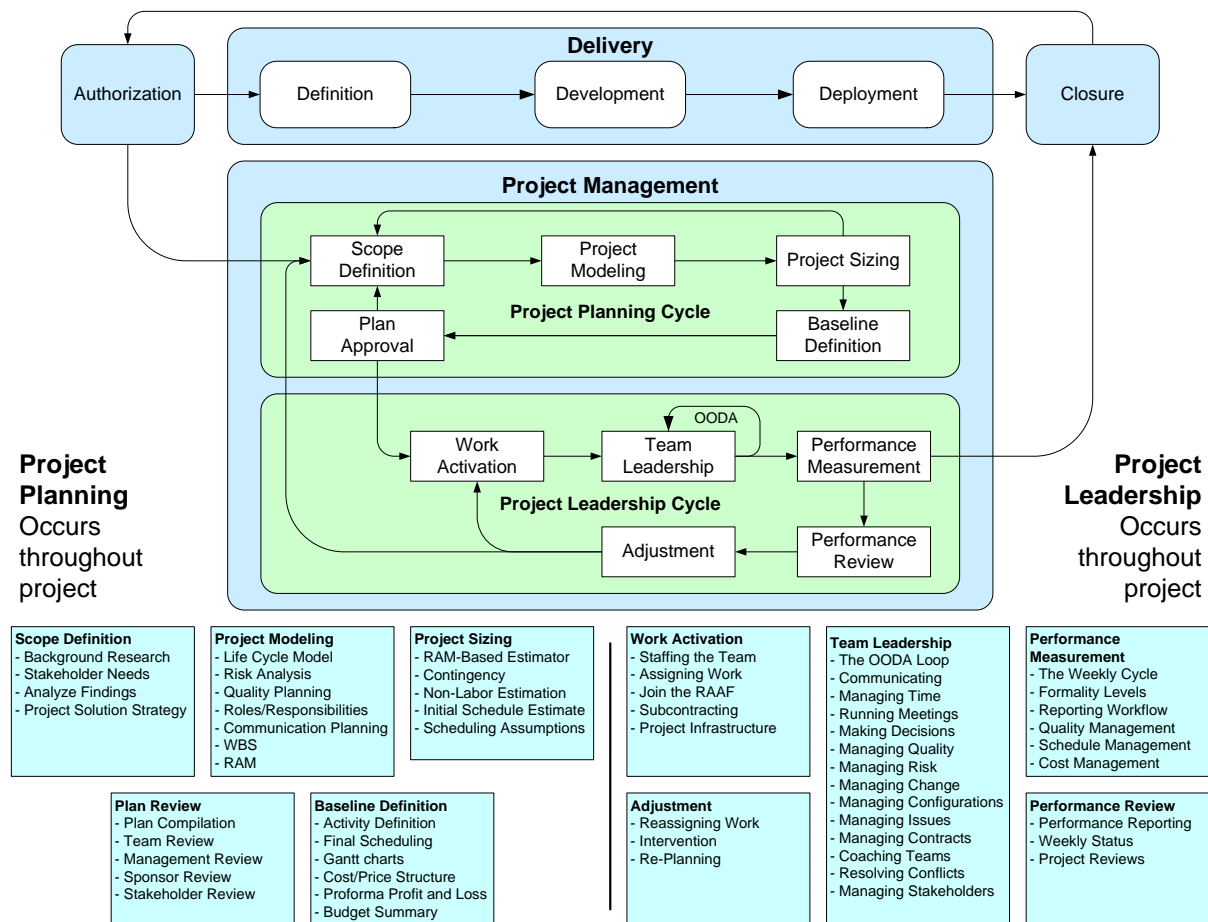 Delivery
Authorization
Definition
Development
Deployment
Closure
Project Management
Scope
Definition
Project
Modeling
Project Sizing
Project Planning Cycle
Plan
Approval
Baseline
Definition
OODA
Work
Activation
Team
Leadership
Performance
Measurement
Project Leadership Cycle
Adjustment
Performance
Review
Project
Planning
Occurs
throughout
project
Project
Leadership
Occurs
throughout
project
Scope Definition
- Background Research
- Stakeholder Needs
- Analyze Findings
- Project Solution Strategy
Project Modeling
- Life Cycle Model
- Risk Analysis
- Quality Planning
- Roles/Responsibilities
- Communication Planning
- WBS
- RAM
Project Sizing
- RAM-Based Estimator
- Contingency
- Non-Labor Estimation
- Initial Schedule Estimate
- Scheduling Assumptions
Plan Review
- Plan Compilation
- Team Review
- Management Review
- Sponsor Review
- Stakeholder Review
Baseline Definition
- Activity Definition
- Final Scheduling
- Gantt charts
- Cost/Price Structure
- Proforma Profit and Loss
- Budget Summary
Work Activation
- Staffing the Team
- Assigning Work
- Join the RAAF
- Subcontracting
- Project Infrastructure
Adjustment
- Reassigning Work
- Intervention
- Re-Planning
Team Leadership
- The OODA Loop
- Communicating
- Managing Time
- Running Meetings
- Making Decisions
- Managing Quality
- Managing Risk
- Managing Change
- Managing Configurations
- Managing Issues
- Managing Contracts
- Coaching Teams
- Resolving Conflicts
- Managing Stakeholders
Performance
Measurement
- The Weekly Cycle
- Formality Levels
- Reporting Workflow
- Quality Management
- Schedule Management
- Cost Management
Performance Review
- Performance Reporting
- Weekly Status
- Project Reviews